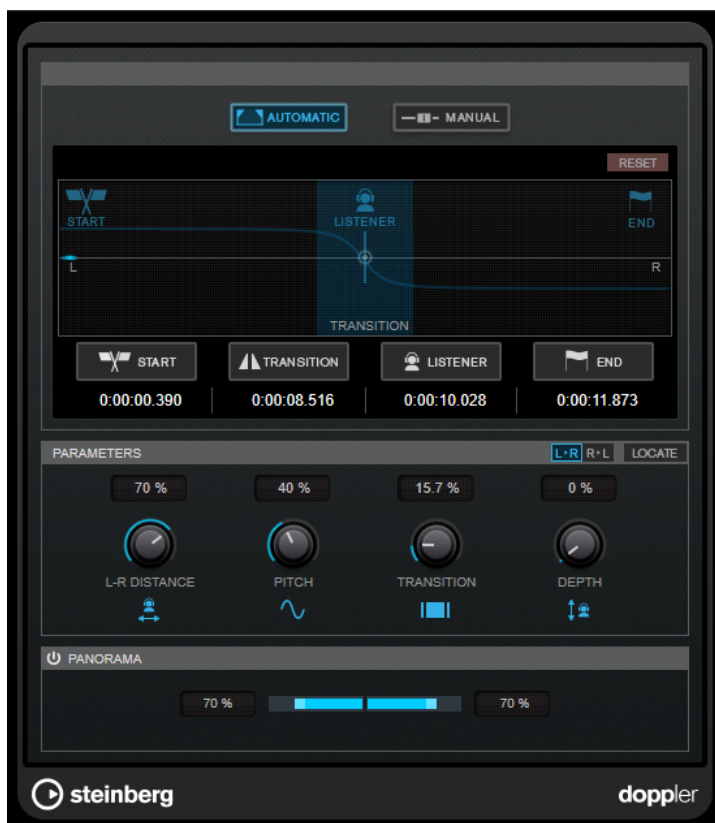 AUTOMATIC MANUAL
RESET
START LISTENER END
L R
TRANSITION
START TRANSITION LISTENER END
0:00:00.390 0:00:08.516 0:00:10.028 0:00:11.873
PARAMETERS L▸R R▸L LOCATE
70 % 40 % 15.7 % 0 %
L-R DISTANCE PITCH TRANSITION DEPTH
PANORAMA
70 % 70 %
steinberg doppler